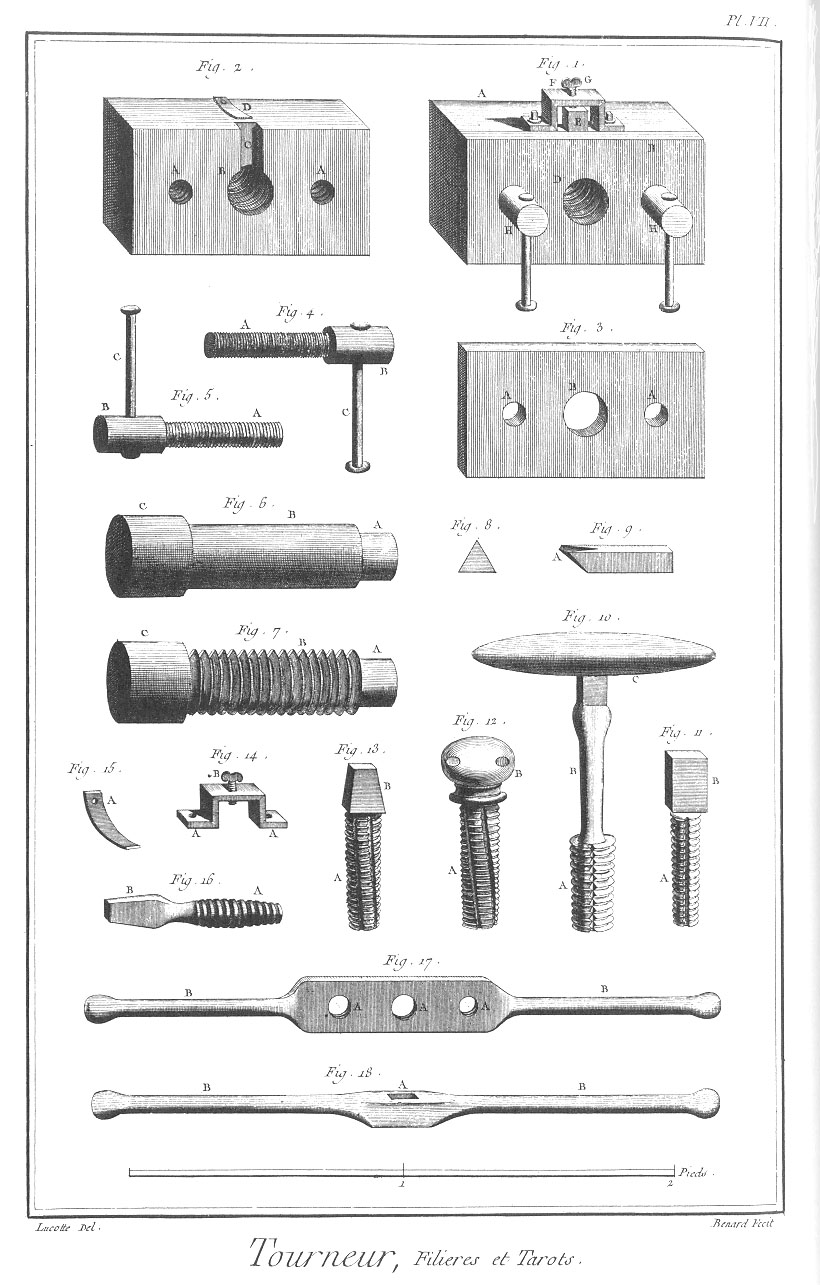 Pl. VII.
Fig. 2.
Fig. 1.
F G
A
D
E
C
B
A B A
D
H H
Fig. 4.
A
Fig. 3.
C
B
Fig. 5.
C
B A
A B A
Fig. 6.
C B A
Fig. 8.
Fig. 9.
A
Fig. 7.
C B A
Fig. 10.
C
Fig. 12.
Fig. 11.
Fig. 15.
Fig. 14.
Fig. 13.
B
B
B
B
B
A
A A
A A A A
Fig. 16.
B A
Fig. 17.
B B
A A A
Fig. 18.
B A B
1 2 Pieds.
Lucotte Del.
Benard Fecit
Tourneur, Filieres et Tarots.